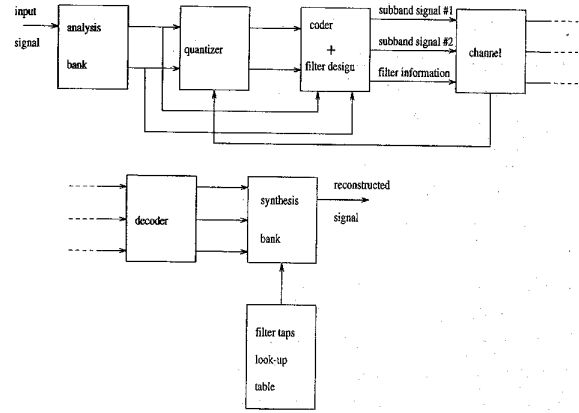 input
signal
analysis
bank
quantizer
coder
+
filter design
subband signal #1
subband signal #2
filter information
channel
decoder
synthesis
bank
reconstructed
signal
filter taps
look-up
table